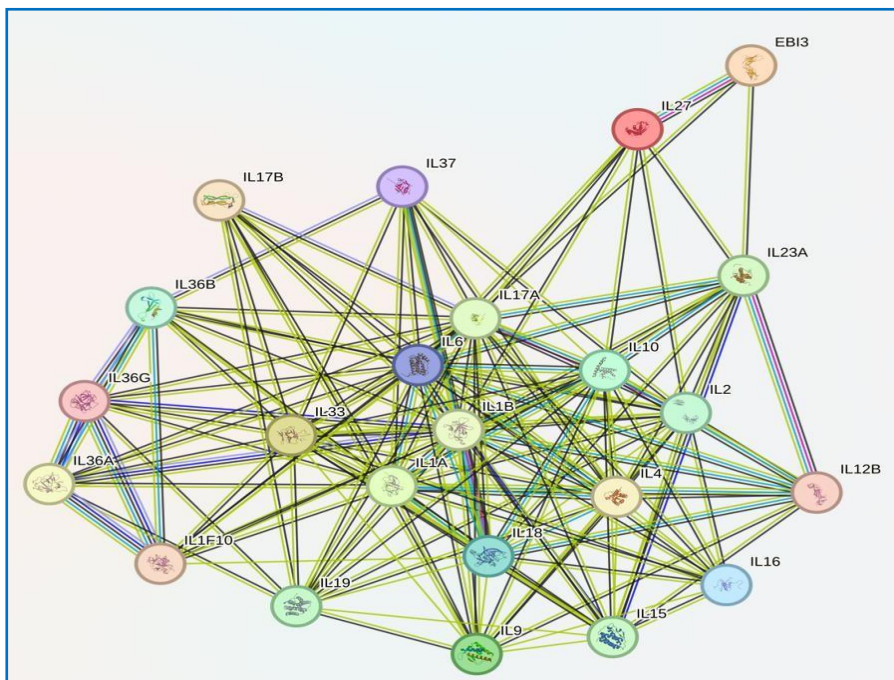 EBI3
IL27
IL37
IL17B
IL23A
IL36B
IL17A
IL6
IL10
IL36G
IL2
IL33
IL1B
IL36A
IL1A
IL4
IL12B
IL18
IL1F10
IL16
IL19
IL15
IL9